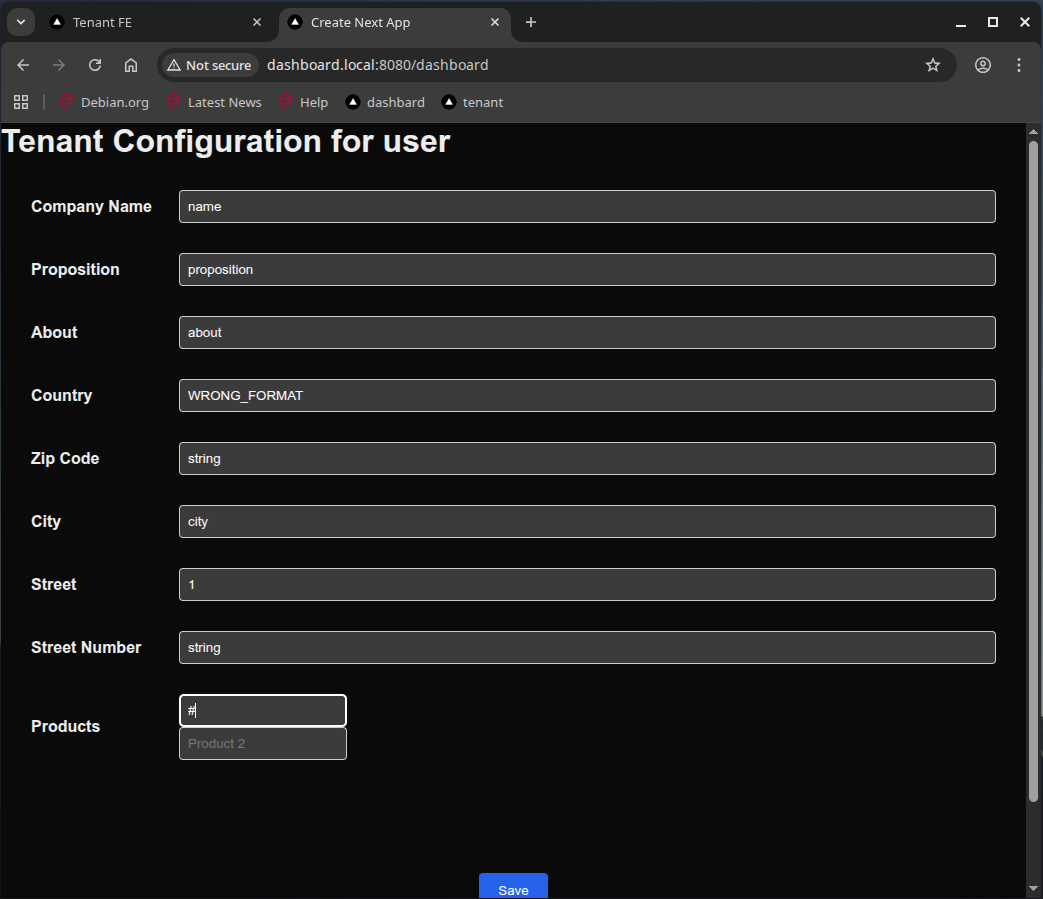 Tenant FE
Create Next App
Not secure dashboard.local:8080/dashboard
Debian.org Latest News Help dashbard tenant
Tenant Configuration for user
Company Name name
Proposition proposition
About about
Country WRONG_FORMAT
Zip Code string
City city
Street 1
Street Number string
#
Products
Product 2
Save